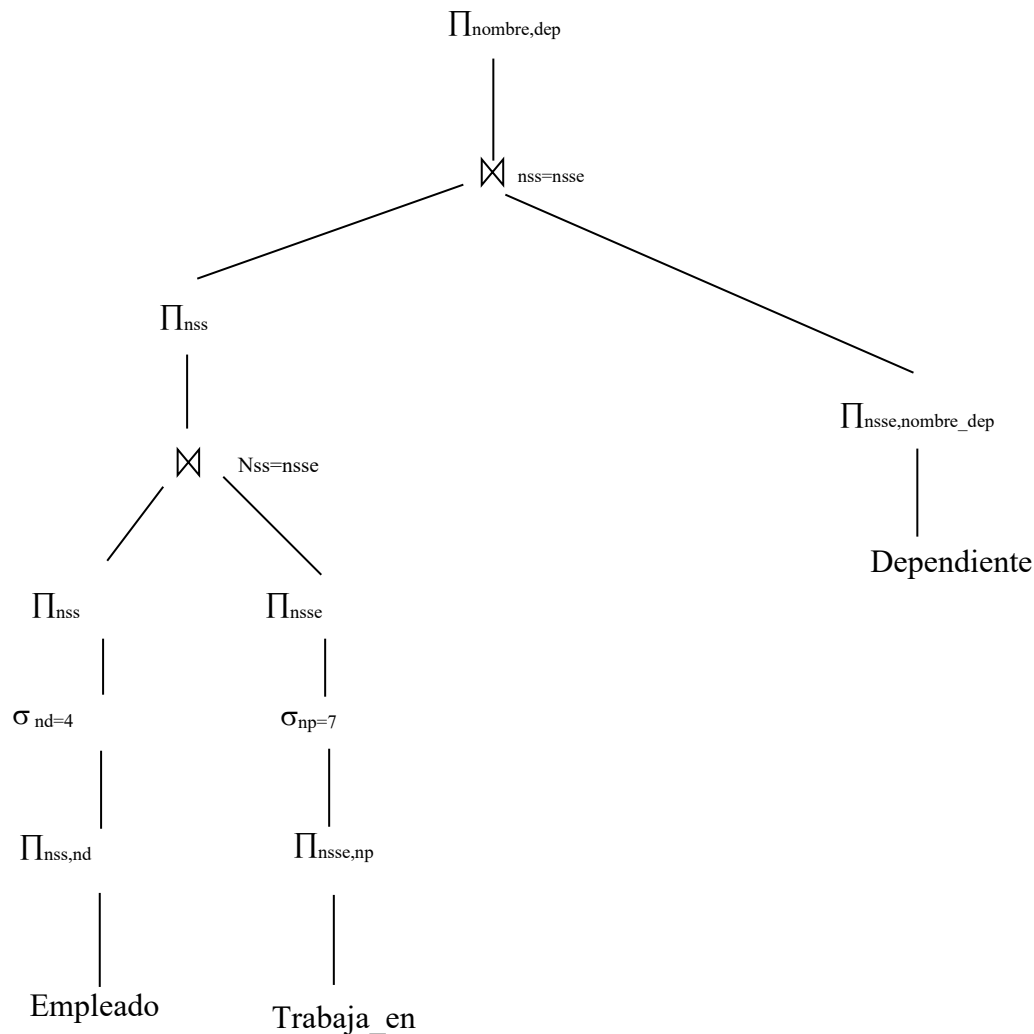 ∏nombre,dep
⋈ nss=nsse
∏nss
∏nsse,nombre_dep
⋈ Nss=nsse
Dependiente
∏nss ∏nsse
σ nd=4 σnp=7
∏nss,nd ∏nsse,np
Empleado Trabaja_en